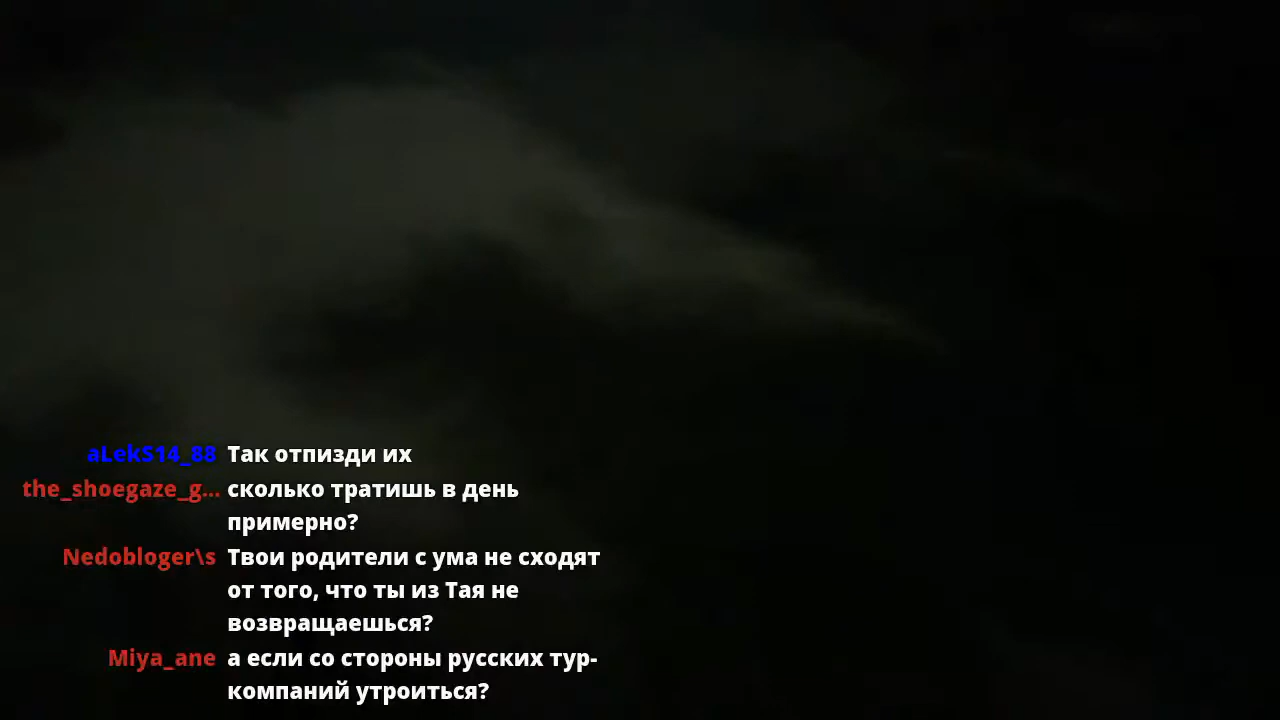 aLekS14_88 Так отпизди их
the_shoegaze_g... сколько тратишь в день
примерно?
Nedobloger\s Твои родители с ума не сходят
от того, что ты из Тая не
возвращаешься?
Miya_ane а если со стороны русских тур-
компаний утроиться?